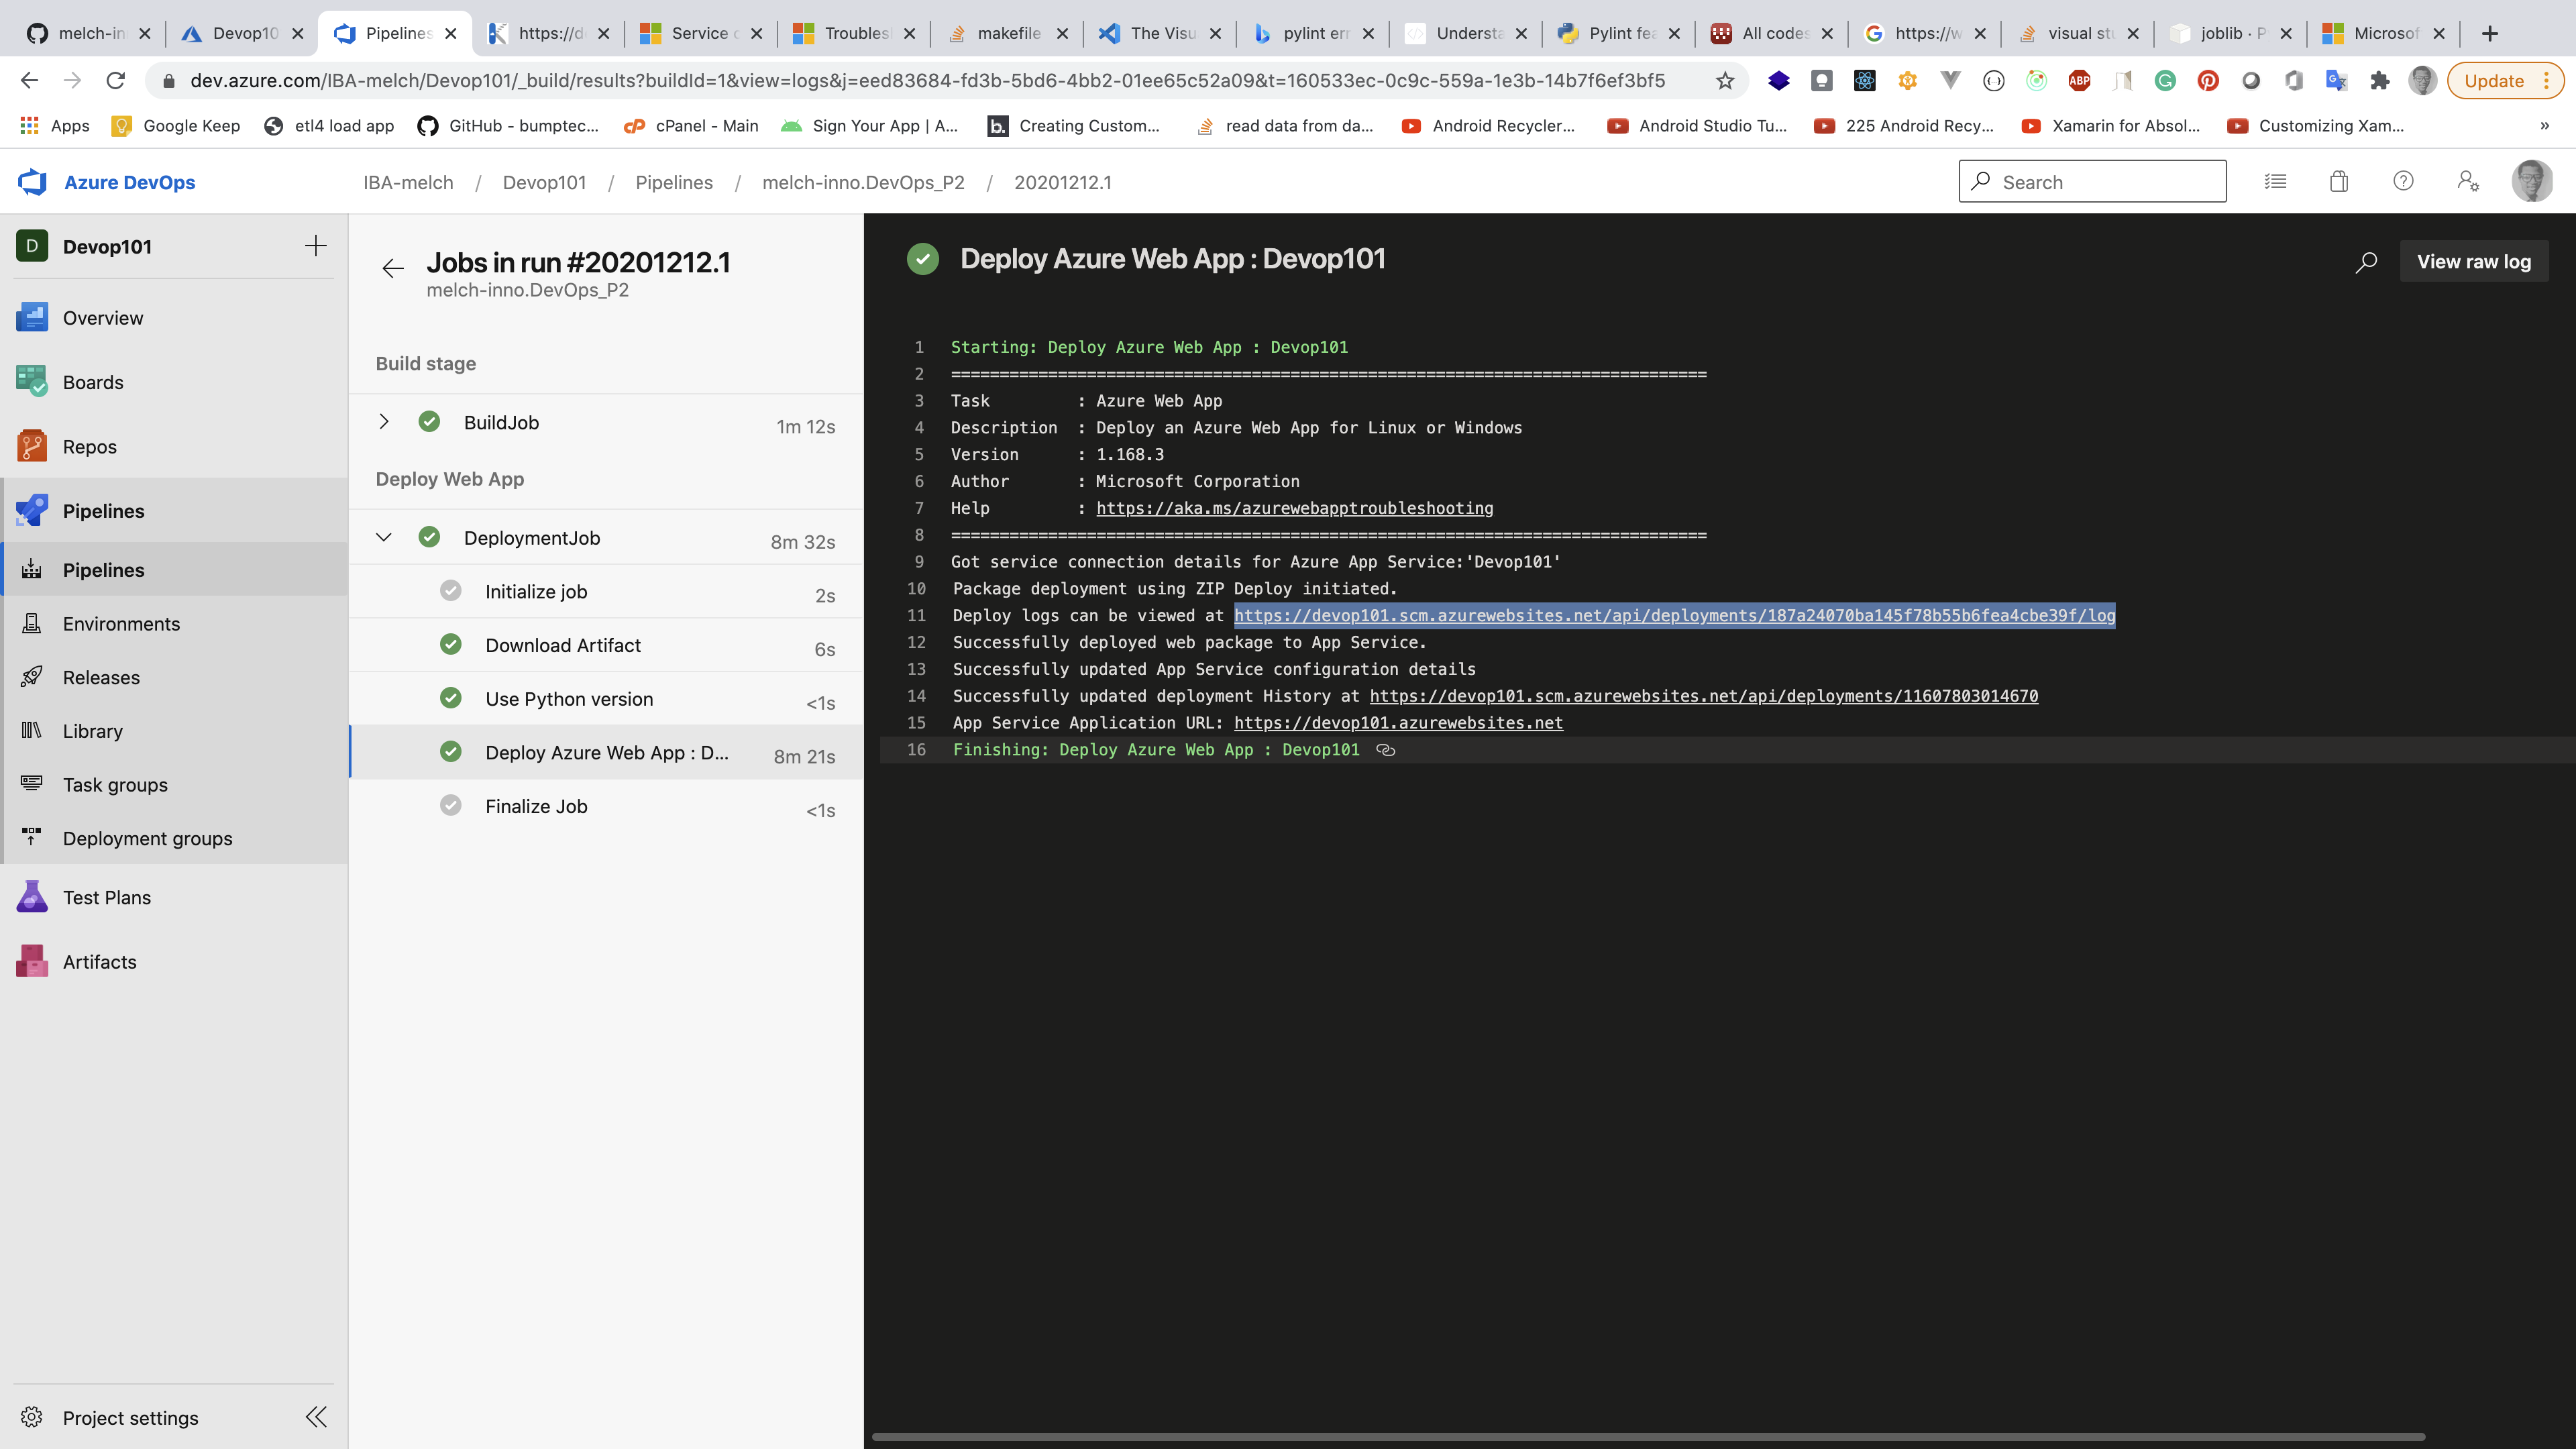 melch-in
Devop10
Pipelines
https://d
Service c
Troubles
makefile
The Visu
pylint err
Understa
Pylint fea
All codes
https://w
visual stu
joblib · P
Microsof
dev.azure.com/IBA-melch/Devop101/_build/results?buildId=1&view=logs&j=eed83684-fd3b-5bd6-4bb2-01ee65c52a09&t=160533ec-0c9c-559a-1e3b-14b7f6ef3bf5
ABP
Update
Apps
Google Keep
etl4 load app
GitHub - bumptec...
cPanel - Main
Sign Your App | A...
Creating Custom...
read data from da...
Android Recycler...
Android Studio Tu...
225 Android Recy...
Xamarin for Absol...
Customizing Xam...
»
Azure DevOps
IBA-melch / Devop101 / Pipelines / melch-inno.DevOps_P2 / 20201212.1
Search
D Devop101
Overview
Boards
Repos
Pipelines
Pipelines
Environments
Releases
Library
Task groups
Deployment groups
Test Plans
Artifacts
Project settings
Jobs in run #20201212.1
melch-inno.DevOps_P2
Build stage
BuildJob 1m 12s
Deploy Web App
DeploymentJob 8m 32s
Initialize job 2s
Download Artifact 6s
Use Python version <1s
Deploy Azure Web App : D... 8m 21s
Finalize Job <1s
Deploy Azure Web App : Devop101
View raw log
1 Starting: Deploy Azure Web App : Devop101
2 ==============================================================================
3 Task : Azure Web App
4 Description : Deploy an Azure Web App for Linux or Windows
5 Version : 1.168.3
6 Author : Microsoft Corporation
7 Help : https://aka.ms/azurewebapptroubleshooting
8 ==============================================================================
9 Got service connection details for Azure App Service:'Devop101'
10 Package deployment using ZIP Deploy initiated.
11 Deploy logs can be viewed at https://devop101.scm.azurewebsites.net/api/deployments/187a24070ba145f78b55b6fea4cbe39f/log
12 Successfully deployed web package to App Service.
13 Successfully updated App Service configuration details
14 Successfully updated deployment History at https://devop101.scm.azurewebsites.net/api/deployments/11607803014670
15 App Service Application URL: https://devop101.azurewebsites.net
16 Finishing: Deploy Azure Web App : Devop101